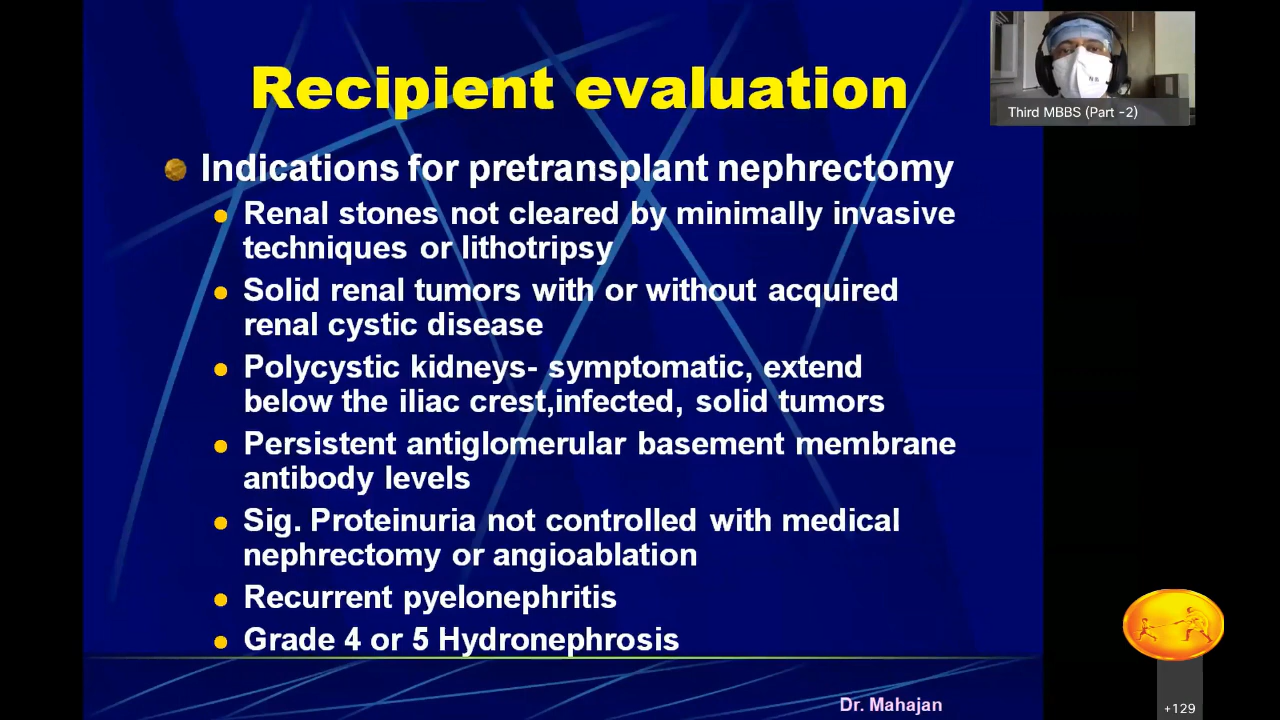 Recipient evaluation
Third MBBS (Part -2)
Indications for pretransplant nephrectomy
Renal stones not cleared by minimally invasive
techniques or lithotripsy
Solid renal tumors with or without acquired
renal cystic disease
Polycystic kidneys- symptomatic, extend
below the iliac crest,infected, solid tumors
Persistent antiglomerular basement membrane
antibody levels
Sig. Proteinuria not controlled with medical
nephrectomy or angioablation
Recurrent pyelonephritis
Grade 4 or 5 Hydronephrosis
Dr. Mahajan
+129